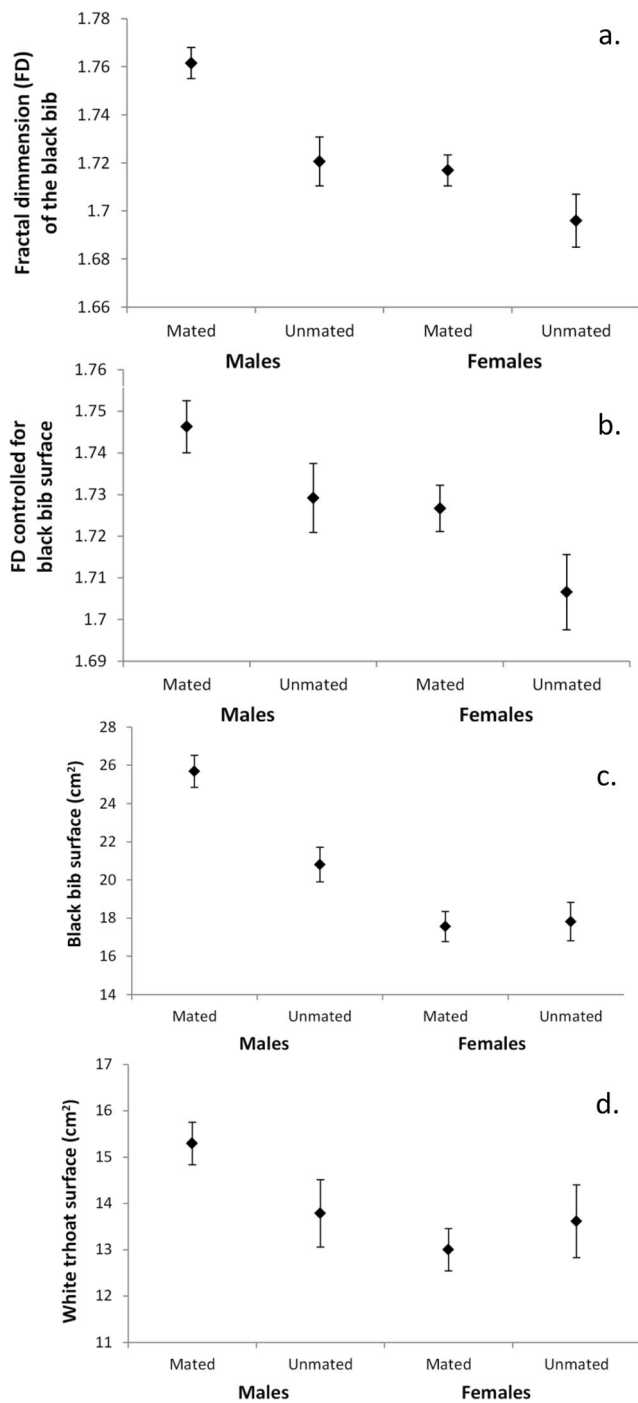 1.78
a.
1.76
1.74
1.72
1.7
1.68
1.66
Fractal dimmension (FD)
of the black bib
Mated Unmated Mated Unmated
Males Females
1.76
b.
1.75
1.74
1.73
1.72
1.71
1.7
1.69
FD controlled for
black bib surface
Mated Unmated Mated Unmated
Males Females
28
c.
26
24
22
20
18
16
14
Black bib surface (cm²)
Mated Unmated Mated Unmated
Males Females
17
d.
16
15
14
13
12
11
White trhoat surface (cm²)
Mated Unmated Mated Unmated
Males Females